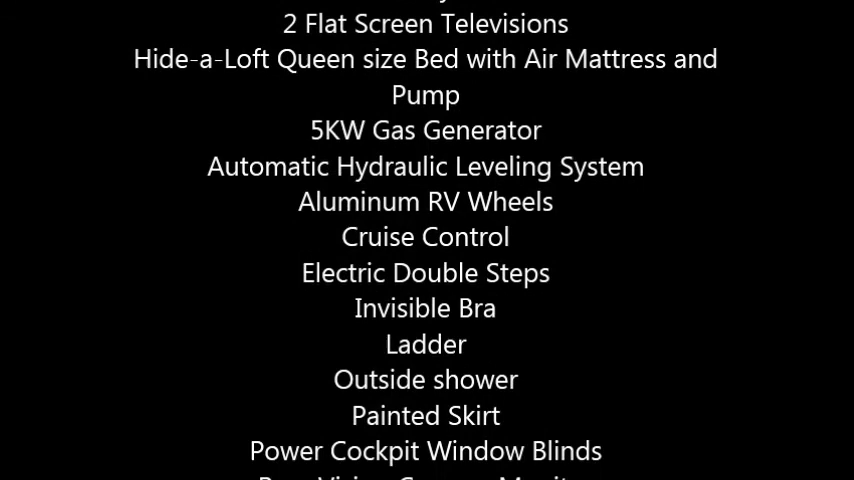 2 Flat Screen Televisions
Hide-a-Loft Queen size Bed with Air Mattress and
Pump
5KW Gas Generator
Automatic Hydraulic Leveling System
Aluminum RV Wheels
Cruise Control
Electric Double Steps
Invisible Bra
Ladder
Outside shower
Painted Skirt
Power Cockpit Window Blinds